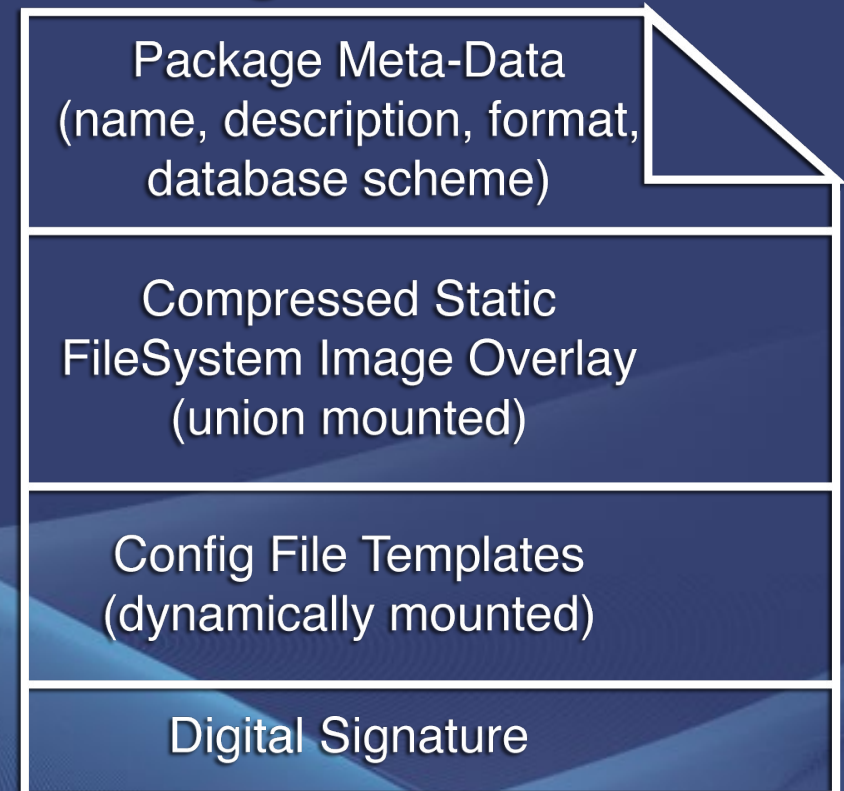 Package Meta-Data
(name, description, format,
database scheme)
Compressed Static
FileSystem Image Overlay
(union mounted)
Config File Templates
(dynamically mounted)
Digital Signature